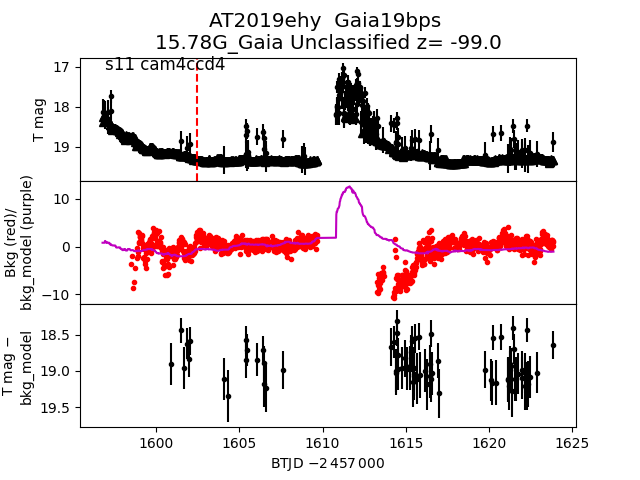 AT2019ehy  Gaia19bps
15.78G_Gaia Unclassified z= -99.0
s11 cam4ccd4
17
18
19
T mag
10
0
−10
Bkg (red)/
bkg_model (purple)
18.5
19.0
19.5
T mag −
bkg_model
1600
1605
1610
1615
1620
1625
BTJD −2 457 000